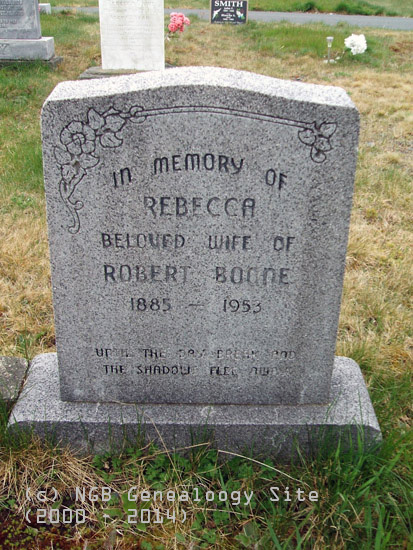 SMITH
IN MEMORY OF
REBECCA
BELOVED WIFE OF
ROBERT BOONE
1885 - 1953
UNTIL THE DAY BREAK AND
THE SHADOWS FLEE AWAY
(c) NGB Genealoogy Site
(2000 - 2014)